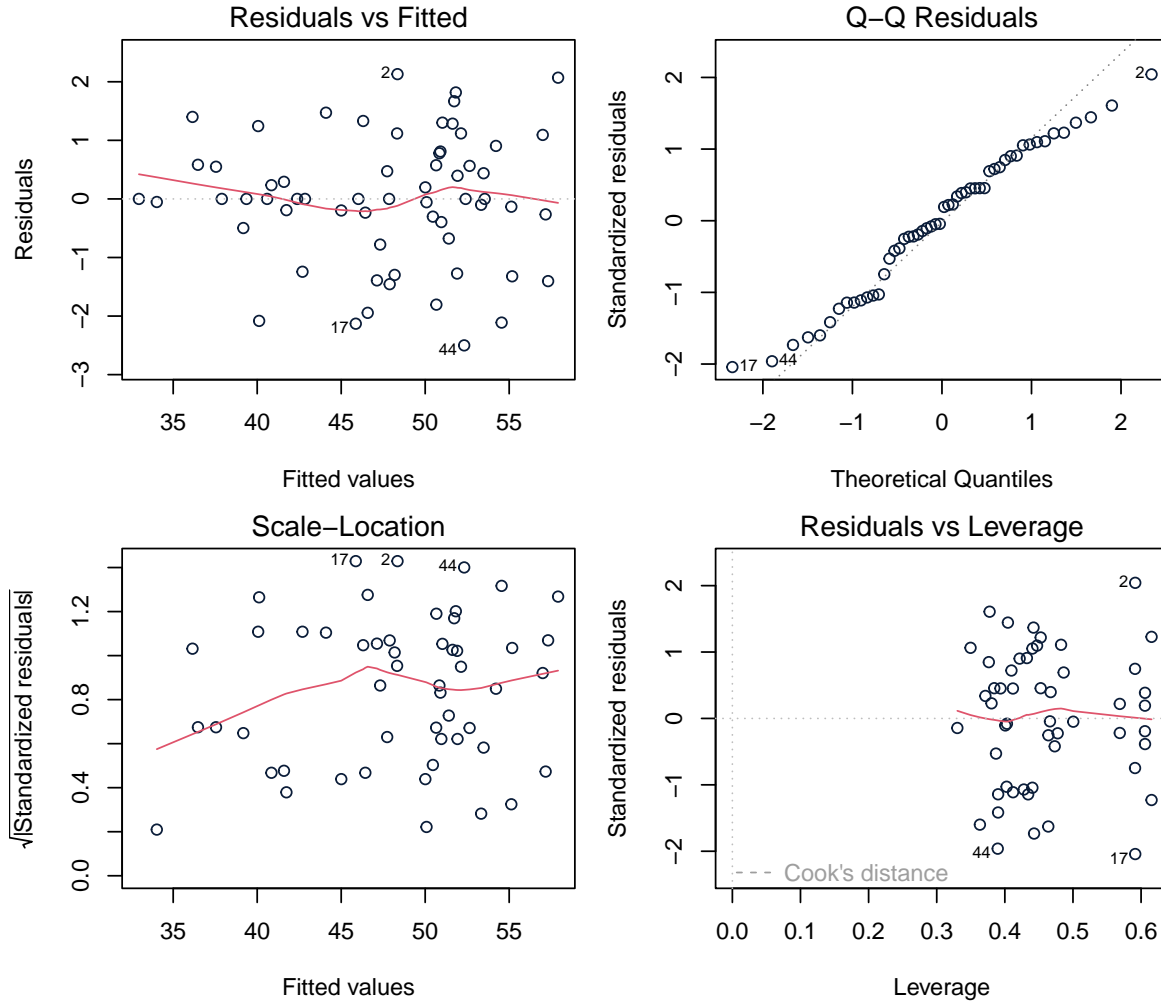 Residuals vs Fitted
Residuals
2
1
0
−1
−2
−3
2
17
44
35 40 45 50 55
Fitted values
Q−Q Residuals
Standardized residuals
2
1
0
−1
−2
2
17
44
−2 −1 0 1 2
Theoretical Quantiles
Scale−Location
√|Standardized residuals|
1.2
0.8
0.4
0.0
17
2
44
35 40 45 50 55
Fitted values
Residuals vs Leverage
Standardized residuals
2
1
0
−1
−2
2
44
17
Cook's distance
0.0 0.1 0.2 0.3 0.4 0.5 0.6
Leverage